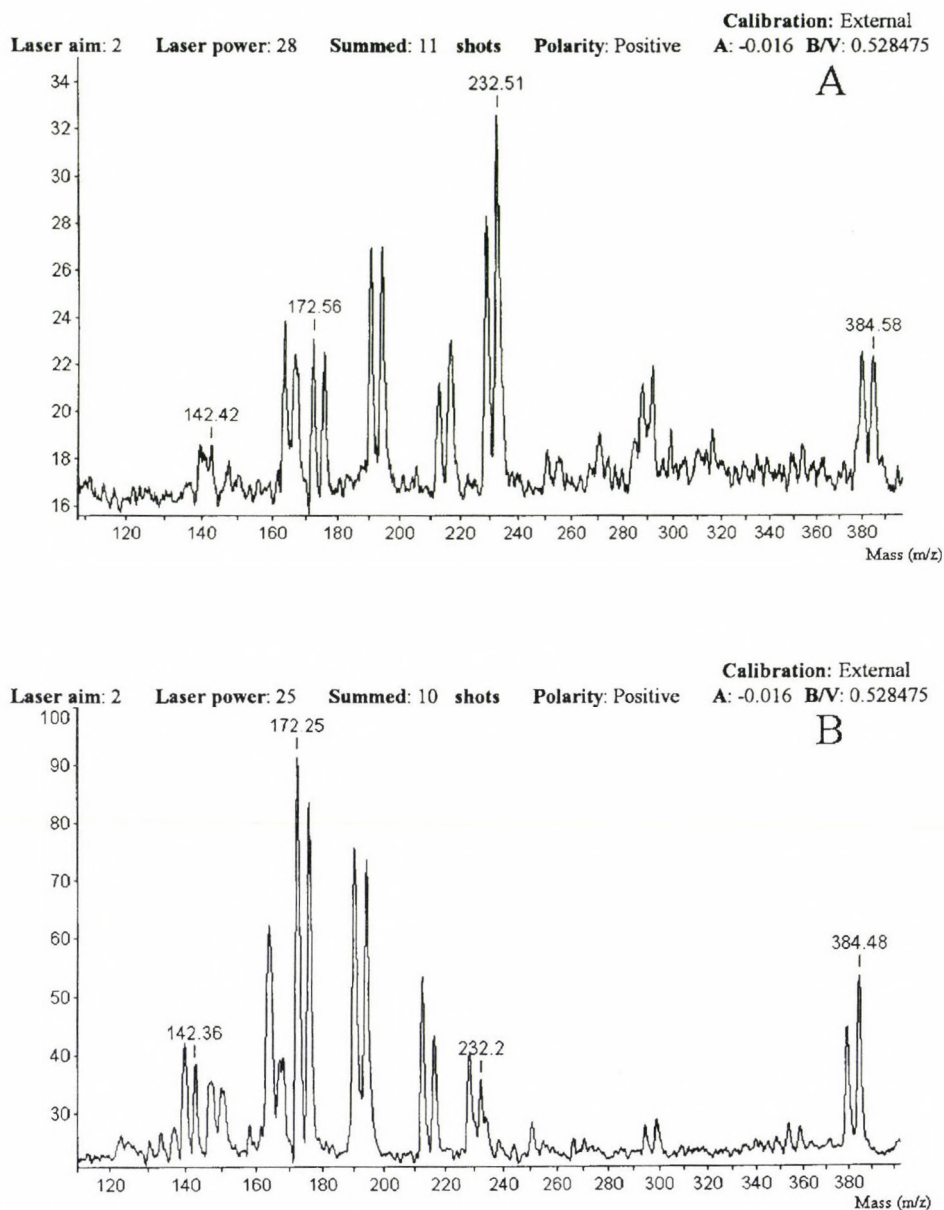 Calibration: External
Laser aim: 2 Laser power: 28 Summed: 11 shots Polarity: Positive A: -0.016 B/V: 0.528475
A
34
32
30
28
26
24
22
20
18
16
232.51
172.56
384.58
142.42
120 140 160 180 200 220 240 260 280 300 320 340 360 380
Mass (m/z)
Calibration: External
Laser aim: 2 Laser power: 25 Summed: 10 shots Polarity: Positive A: -0.016 B/V: 0.528475
B
100
90
80
70
60
50
40
30
172.25
384.48
142.36
232.2
120 140 160 180 200 220 240 260 280 300 320 340 360 380
Mass (m/z)